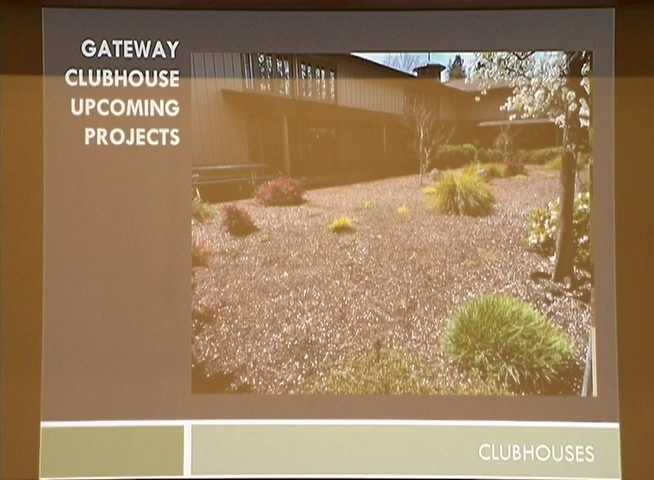 GATEWAY
CLUBHOUSE
UPCOMING
PROJECTS
CLUBHOUSES